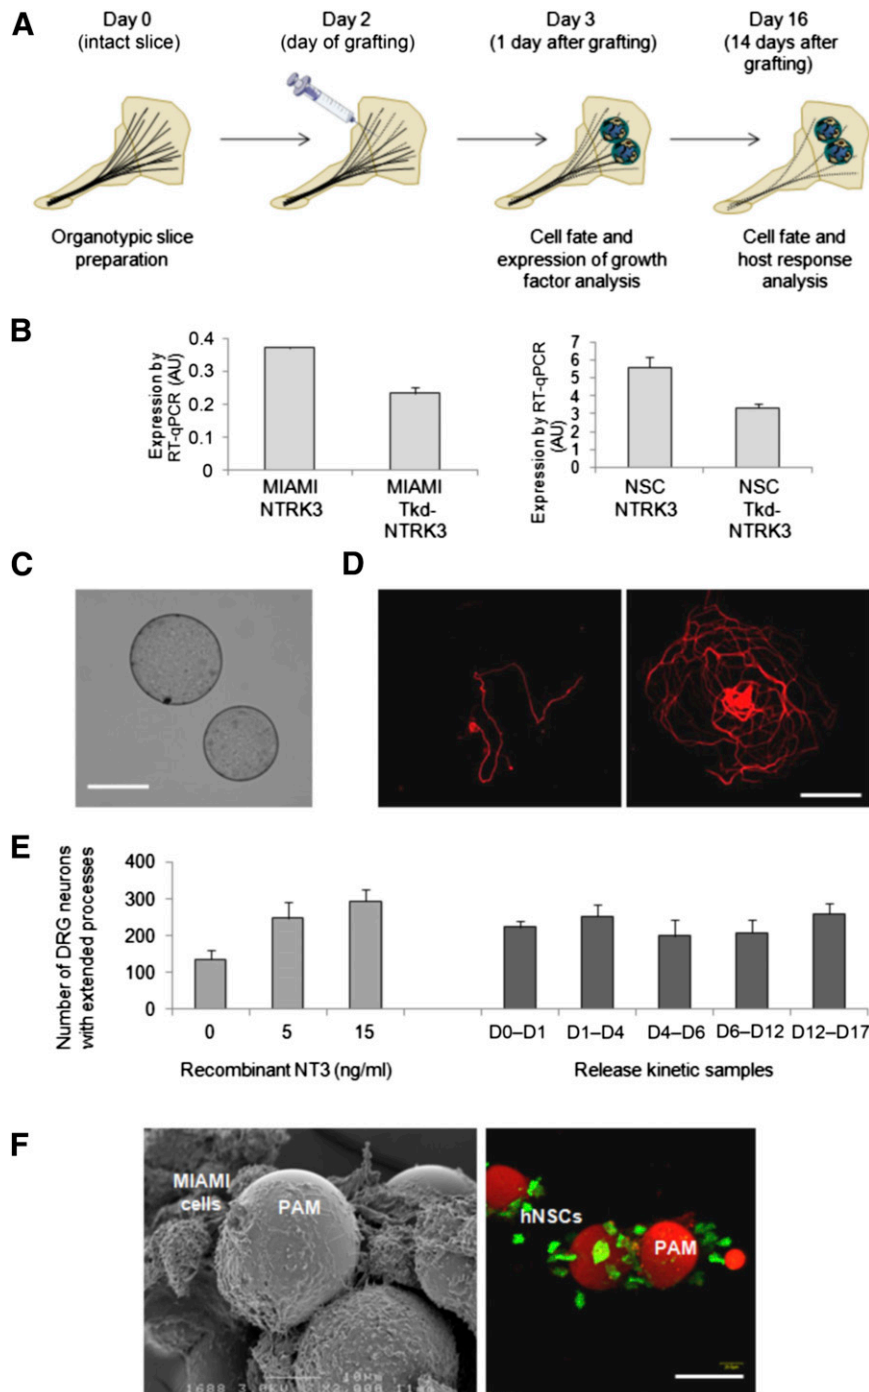 A
Day 0
(intact slice)
Day 2
(day of grafting)
Day 3
(1 day after grafting)
Day 16
(14 days after
grafting)
Organotypic slice
preparation
Cell fate and
expression of growth
factor analysis
Cell fate and
host response
analysis
B
Expression by
RT-qPCR (AU)
0.4
0.3
0.2
0.1
0
MIAMI
NTRK3
MIAMI
Tkd-
NTRK3
Expression by RT-qPCR
(AU)
7
6
5
4
3
2
1
0
NSC
NTRK3
NSC
Tkd-
NTRK3
C
D
E
Number of DRG neurons
with extended processes
400
300
200
100
0
0
5
15
D0–D1
D1–D4
D4–D6
D6–D12
D12–D17
Recombinant NT3 (ng/ml)
Release kinetic samples
F
MIAMI
cells
PAM
hNSCs
PAM
10µm